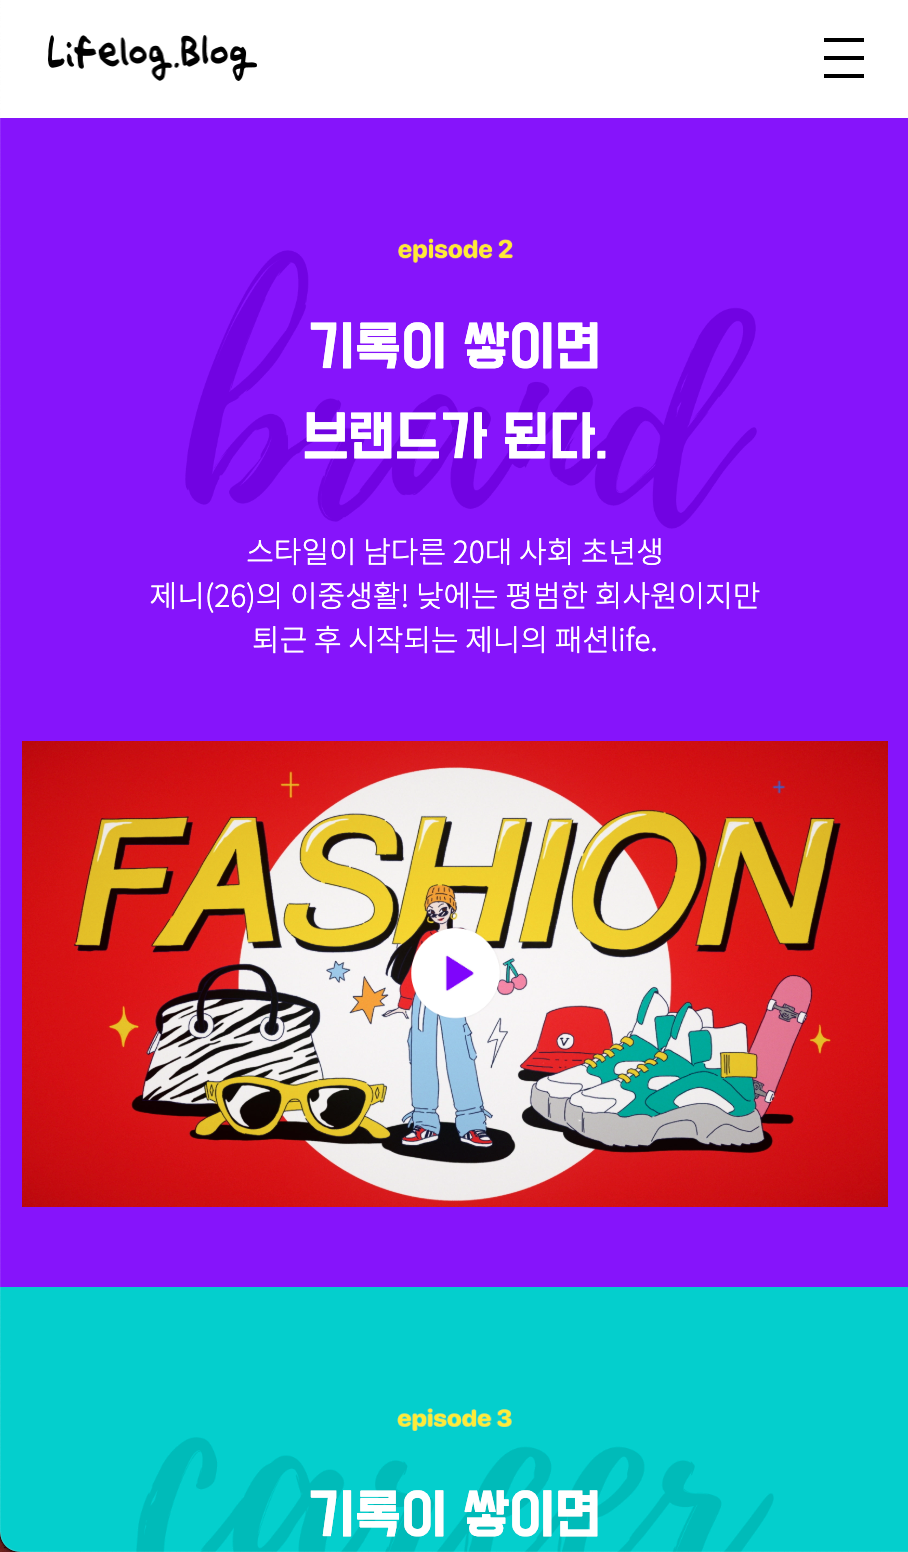 Lifelog.Blog
episode 2
brand
기록이 쌓이면
브랜드가 된다.
스타일이 남다른 20대 사회 초년생
제니(26)의 이중생활! 낮에는 평범한 회사원이지만
퇴근 후 시작되는 제니의 패션life.
FASHION
V
episode 3
career
기록이 쌓이면